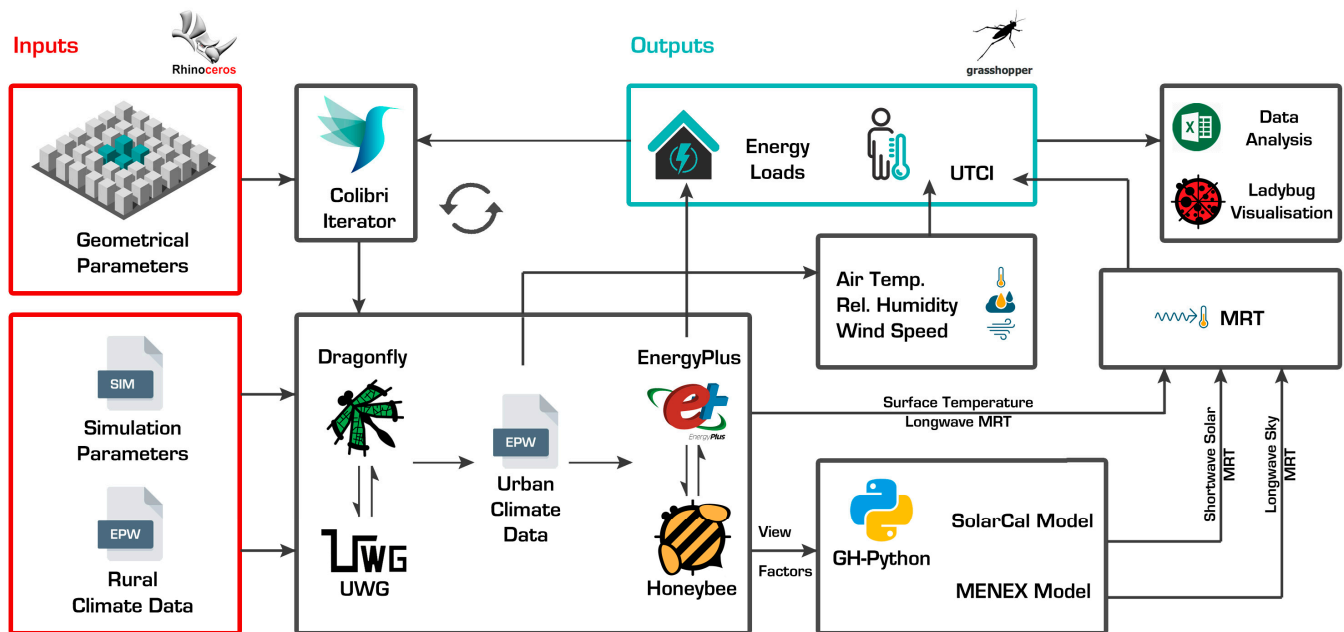 Inputs
Rhinoceros
Outputs
grasshopper
Geometrical
Parameters
Colibri
Iterator
Energy
Loads
UTCI
Data
Analysis
Ladybug
Visualisation
Air Temp.
Rel. Humidity
Wind Speed
MRT
SIM
Simulation
Parameters
EPW
Rural
Climate Data
Dragonfly
UWG
UWG
EPW
Urban
Climate
Data
EnergyPlus
e+
EnergyPlus
Honeybee
Surface Temperature
Longwave MRT
View
Factors
GH-Python
SolarCal Model
MENEX Model
Shortwave Solar
MRT
Longwave Sky
MRT
X